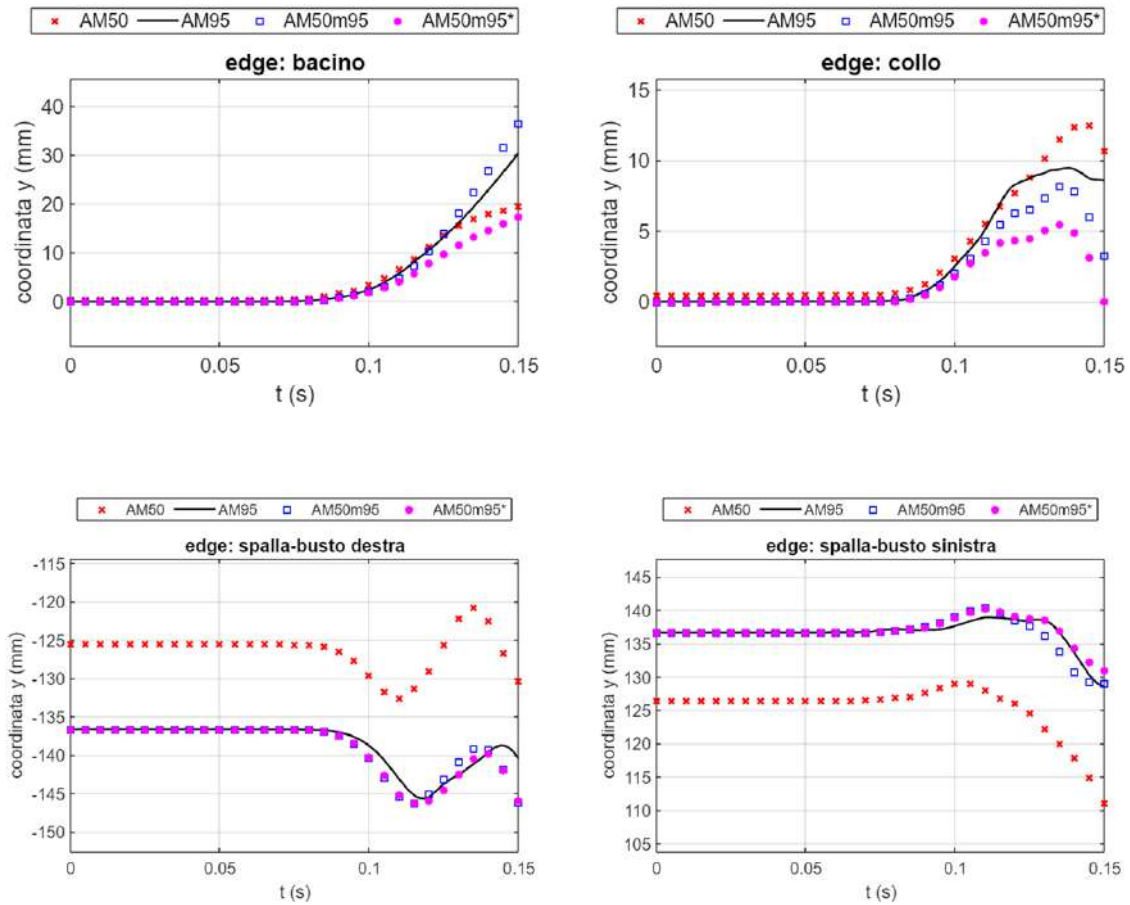 AM50 AM95 AM50m95 AM50m95*
edge: bacino
coordinata y (mm)
40
30
20
10
0
0 0.05 0.1 0.15
t (s)
AM50 AM95 AM50m95 AM50m95*
edge: collo
coordinata y (mm)
15
10
5
0
0 0.05 0.1 0.15
t (s)
AM50 AM95 AM50m95 AM50m95*
edge: spalla-busto destra
coordinata y (mm)
-115
-120
-125
-130
-135
-140
-145
-150
0 0.05 0.1 0.15
t (s)
AM50 AM95 AM50m95 AM50m95*
edge: spalla-busto sinistra
coordinata y (mm)
145
140
135
130
125
120
115
110
105
0 0.05 0.1 0.15
t (s)